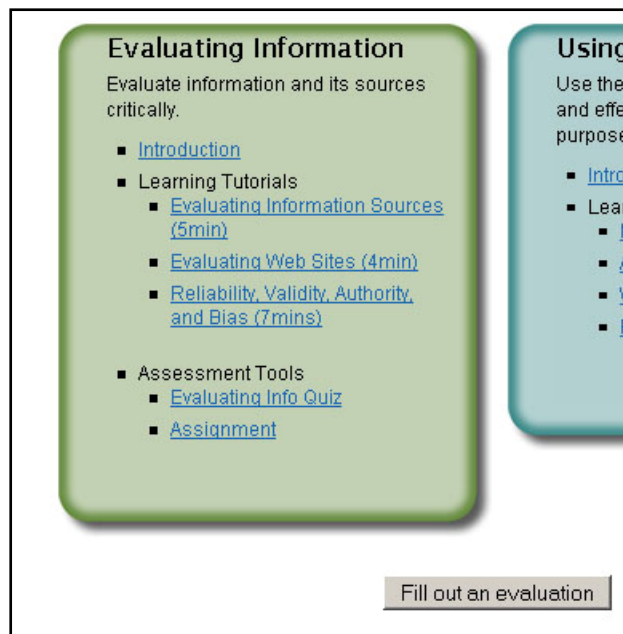 Evaluating Information
Evaluate information and its sources
critically.
Introduction
Learning Tutorials
Evaluating Information Sources
(5min)
Evaluating Web Sites (4min)
Reliability, Validity, Authority,
and Bias (7mins)
Assessment Tools
Evaluating Info Quiz
Assignment
Using
Use the
and effe
purpose
Intro
Lear
Fill out an evaluation